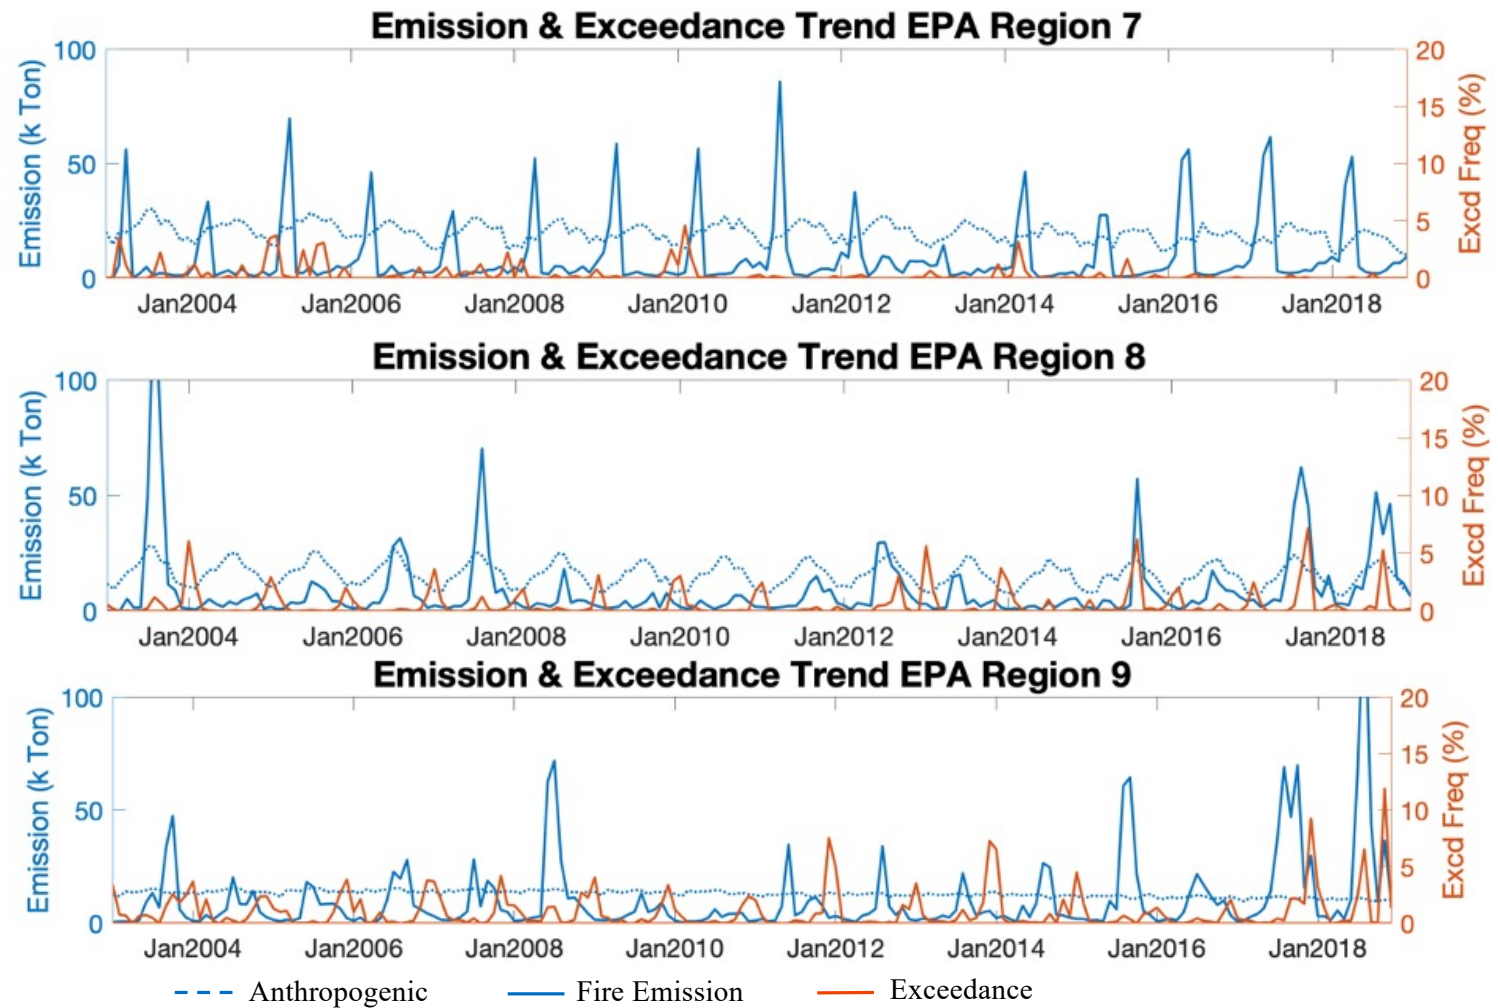 Emission & Exceedance Trend EPA Region 7
100
50
0
Emission (k Ton)
20
15
10
5
0
Excd Freq (%)
Jan2004 Jan2006 Jan2008 Jan2010 Jan2012 Jan2014 Jan2016 Jan2018
Emission & Exceedance Trend EPA Region 8
100
50
0
Emission (k Ton)
20
15
10
5
0
Excd Freq (%)
Jan2004 Jan2006 Jan2008 Jan2010 Jan2012 Jan2014 Jan2016 Jan2018
Emission & Exceedance Trend EPA Region 9
100
50
0
Emission (k Ton)
20
15
10
5
0
Excd Freq (%)
Jan2004 Jan2006 Jan2008 Jan2010 Jan2012 Jan2014 Jan2016 Jan2018
Anthropogenic Fire Emission Exceedance